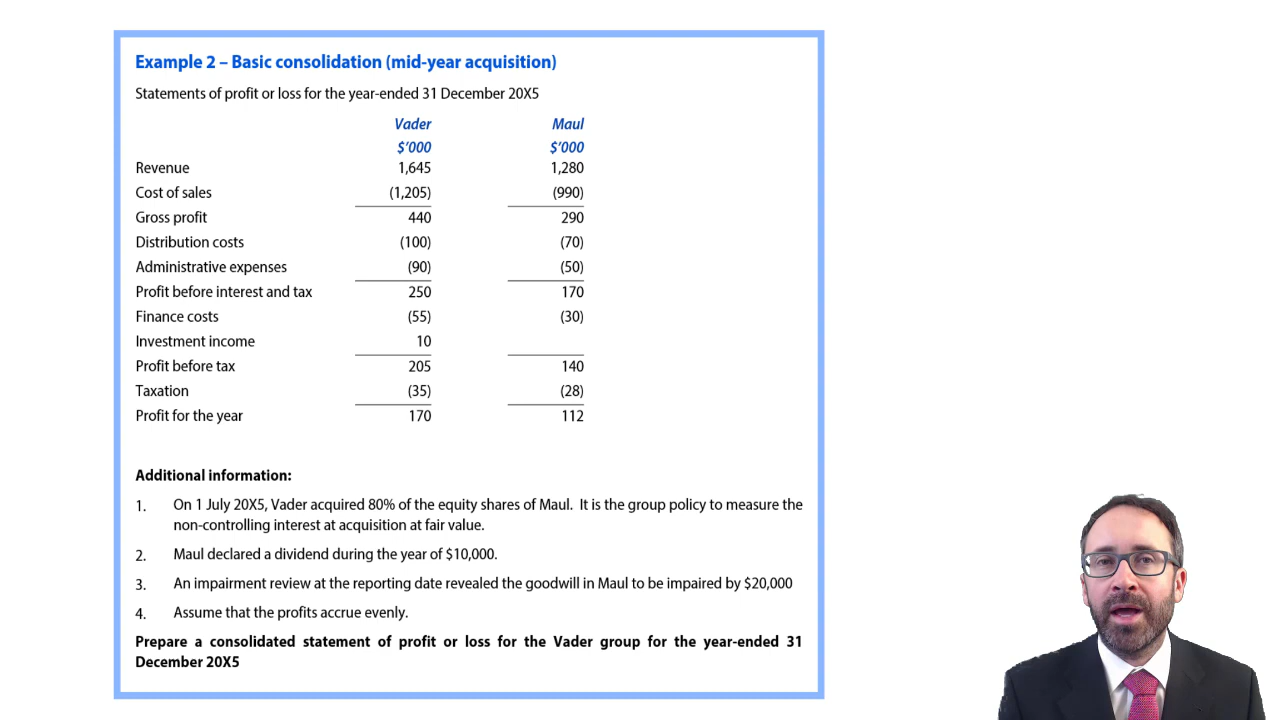 Example 2 – Basic consolidation (mid-year acquisition)
Statements of profit or loss for the year-ended 31 December 20X5
Vader Maul
$'000 $'000
Revenue 1,645 1,280
Cost of sales (1,205) (990)
Gross profit 440 290
Distribution costs (100) (70)
Administrative expenses (90) (50)
Profit before interest and tax 250 170
Finance costs (55) (30)
Investment income 10
Profit before tax 205 140
Taxation (35) (28)
Profit for the year 170 112
Additional information:
1. On 1 July 20X5, Vader acquired 80% of the equity shares of Maul. It is the group policy to measure the
non-controlling interest at acquisition at fair value.
2. Maul declared a dividend during the year of $10,000.
3. An impairment review at the reporting date revealed the goodwill in Maul to be impaired by $20,000
4. Assume that the profits accrue evenly.
Prepare a consolidated statement of profit or loss for the Vader group for the year-ended 31
December 20X5